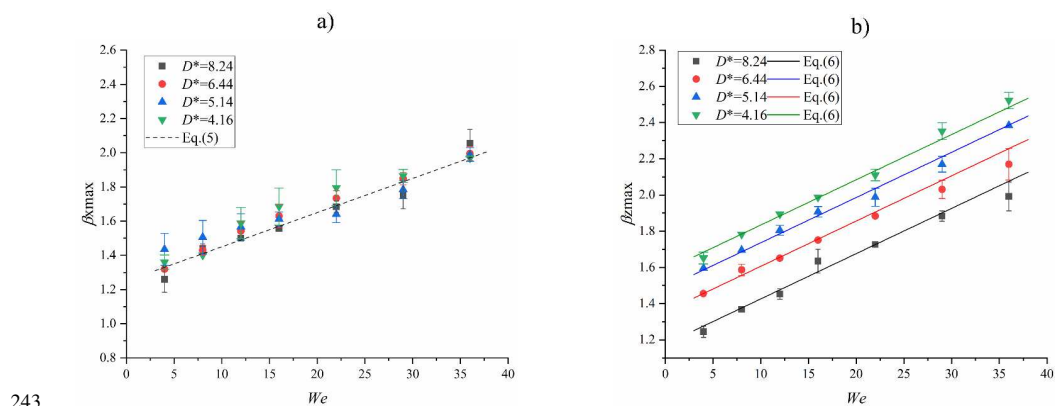 a)
2.6
2.4
2.2
2.0
1.8
1.6
1.4
1.2
1.0
0.8
βxmax
D*=8.24
D*=6.44
D*=5.14
D*=4.16
Eq.(5)
0 5 10 15 20 25 30 35 40
We
b)
2.8
2.6
2.4
2.2
2.0
1.8
1.6
1.4
1.2
βzmax
D*=8.24 Eq.(6)
D*=6.44 Eq.(6)
D*=5.14 Eq.(6)
D*=4.16 Eq.(6)
0 5 10 15 20 25 30 35 40
We
243